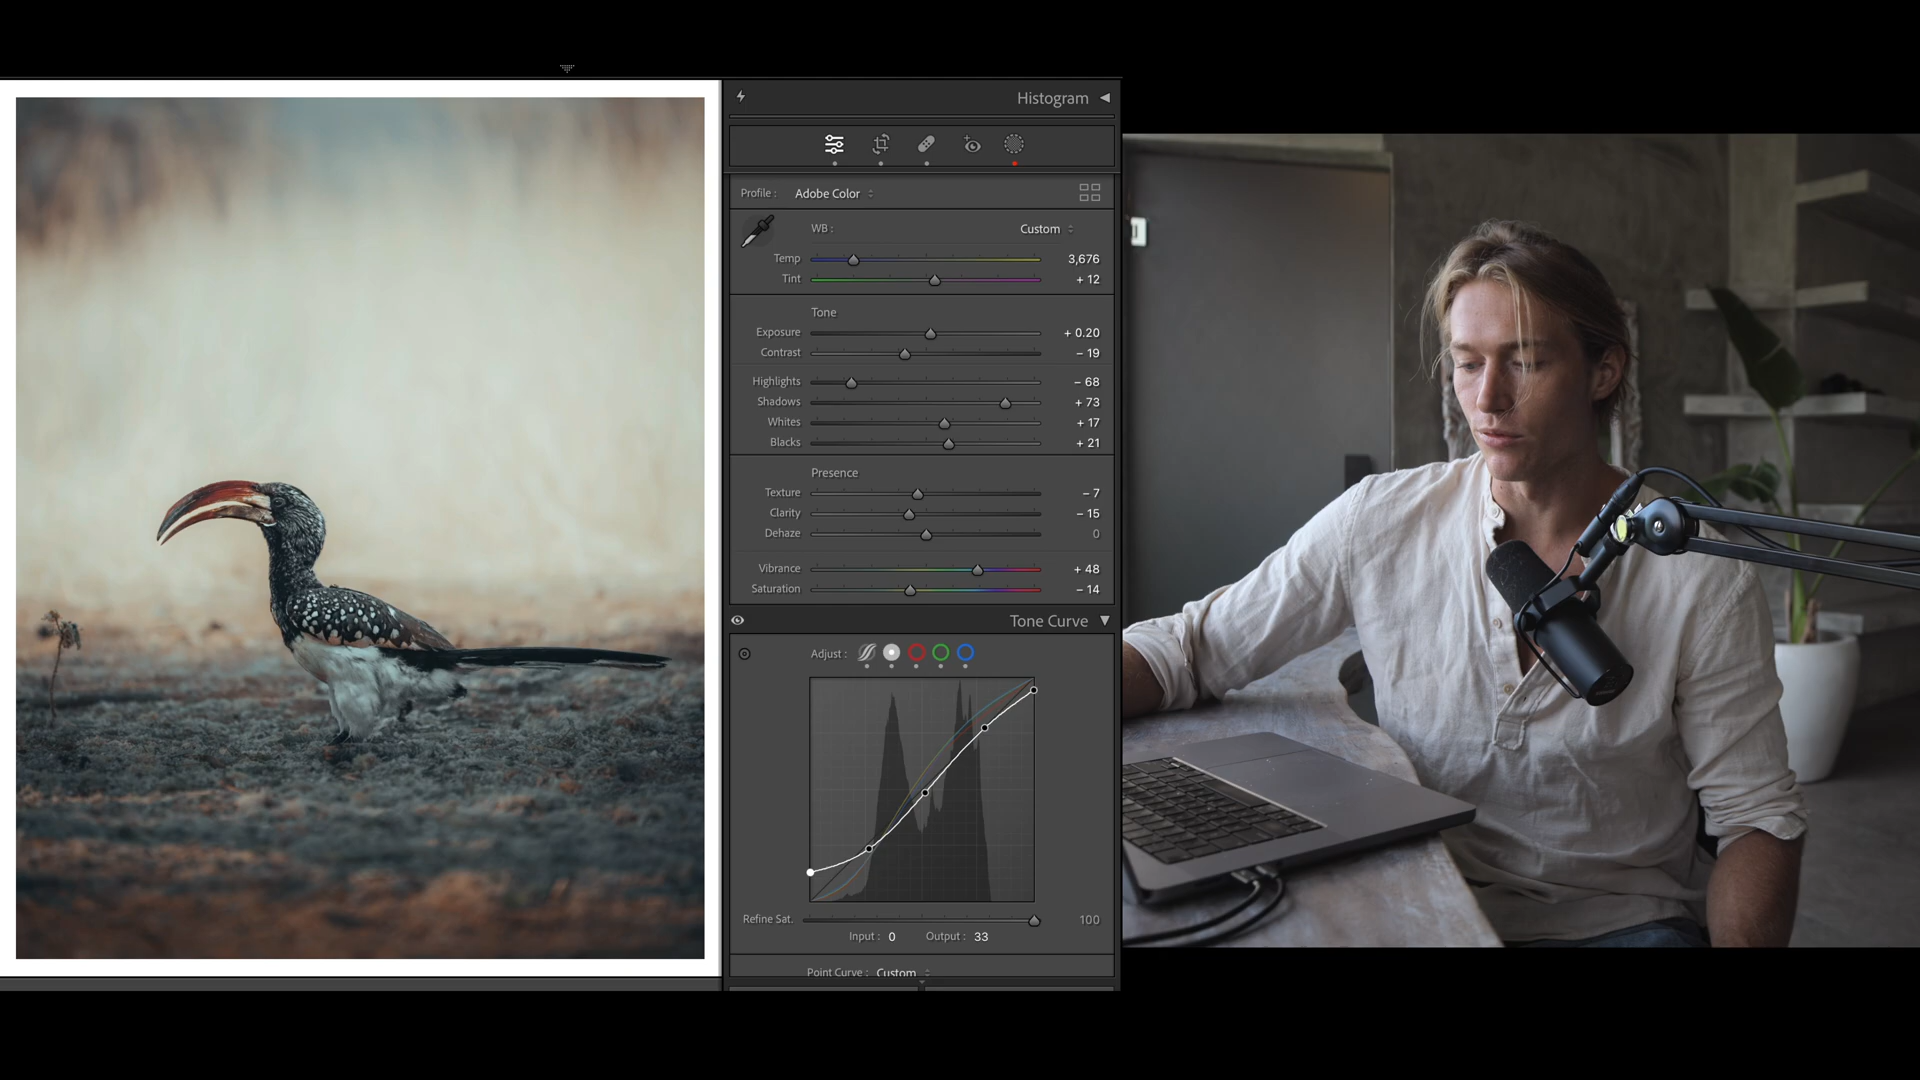 Histogram
Profile : Adobe Color
WB : Custom
Temp 3,676
Tint + 12
Tone
Exposure + 0.20
Contrast – 19
Highlights – 68
Shadows + 73
Whites + 17
Blacks + 21
Presence
Texture – 7
Clarity – 15
Dehaze 0
Vibrance + 48
Saturation – 14
Tone Curve
Adjust :
Refine Sat. 100
Input : 0 Output : 33
Point Curve : Custom